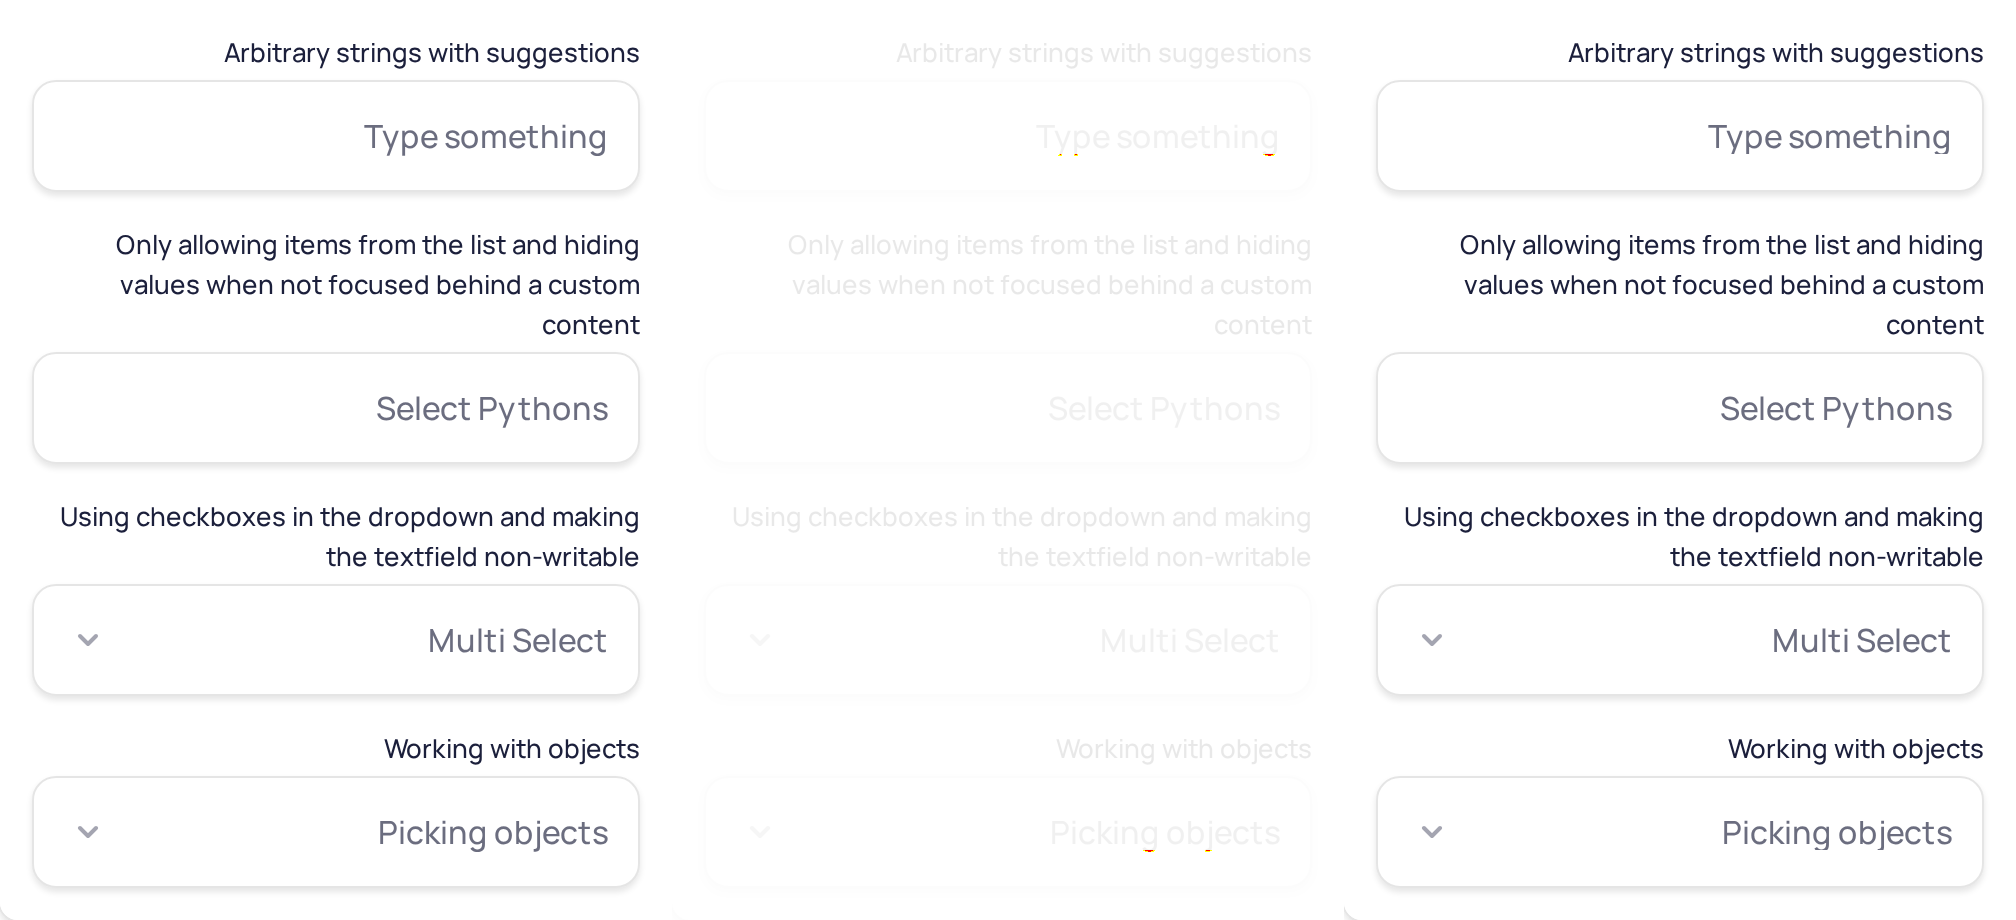 Arbitrary strings with suggestions
Type something
Only allowing items from the list and hiding
values when not focused behind a custom
content
Select Pythons
Using checkboxes in the dropdown and making
the textfield non-writable
Multi Select
Working with objects
Picking objects
Arbitrary strings with suggestions
Type something
Only allowing items from the list and hiding
values when not focused behind a custom
content
Select Pythons
Using checkboxes in the dropdown and making
the textfield non-writable
Multi Select
Working with objects
Picking objects
Arbitrary strings with suggestions
Type something
Only allowing items from the list and hiding
values when not focused behind a custom
content
Select Pythons
Using checkboxes in the dropdown and making
the textfield non-writable
Multi Select
Working with objects
Picking objects